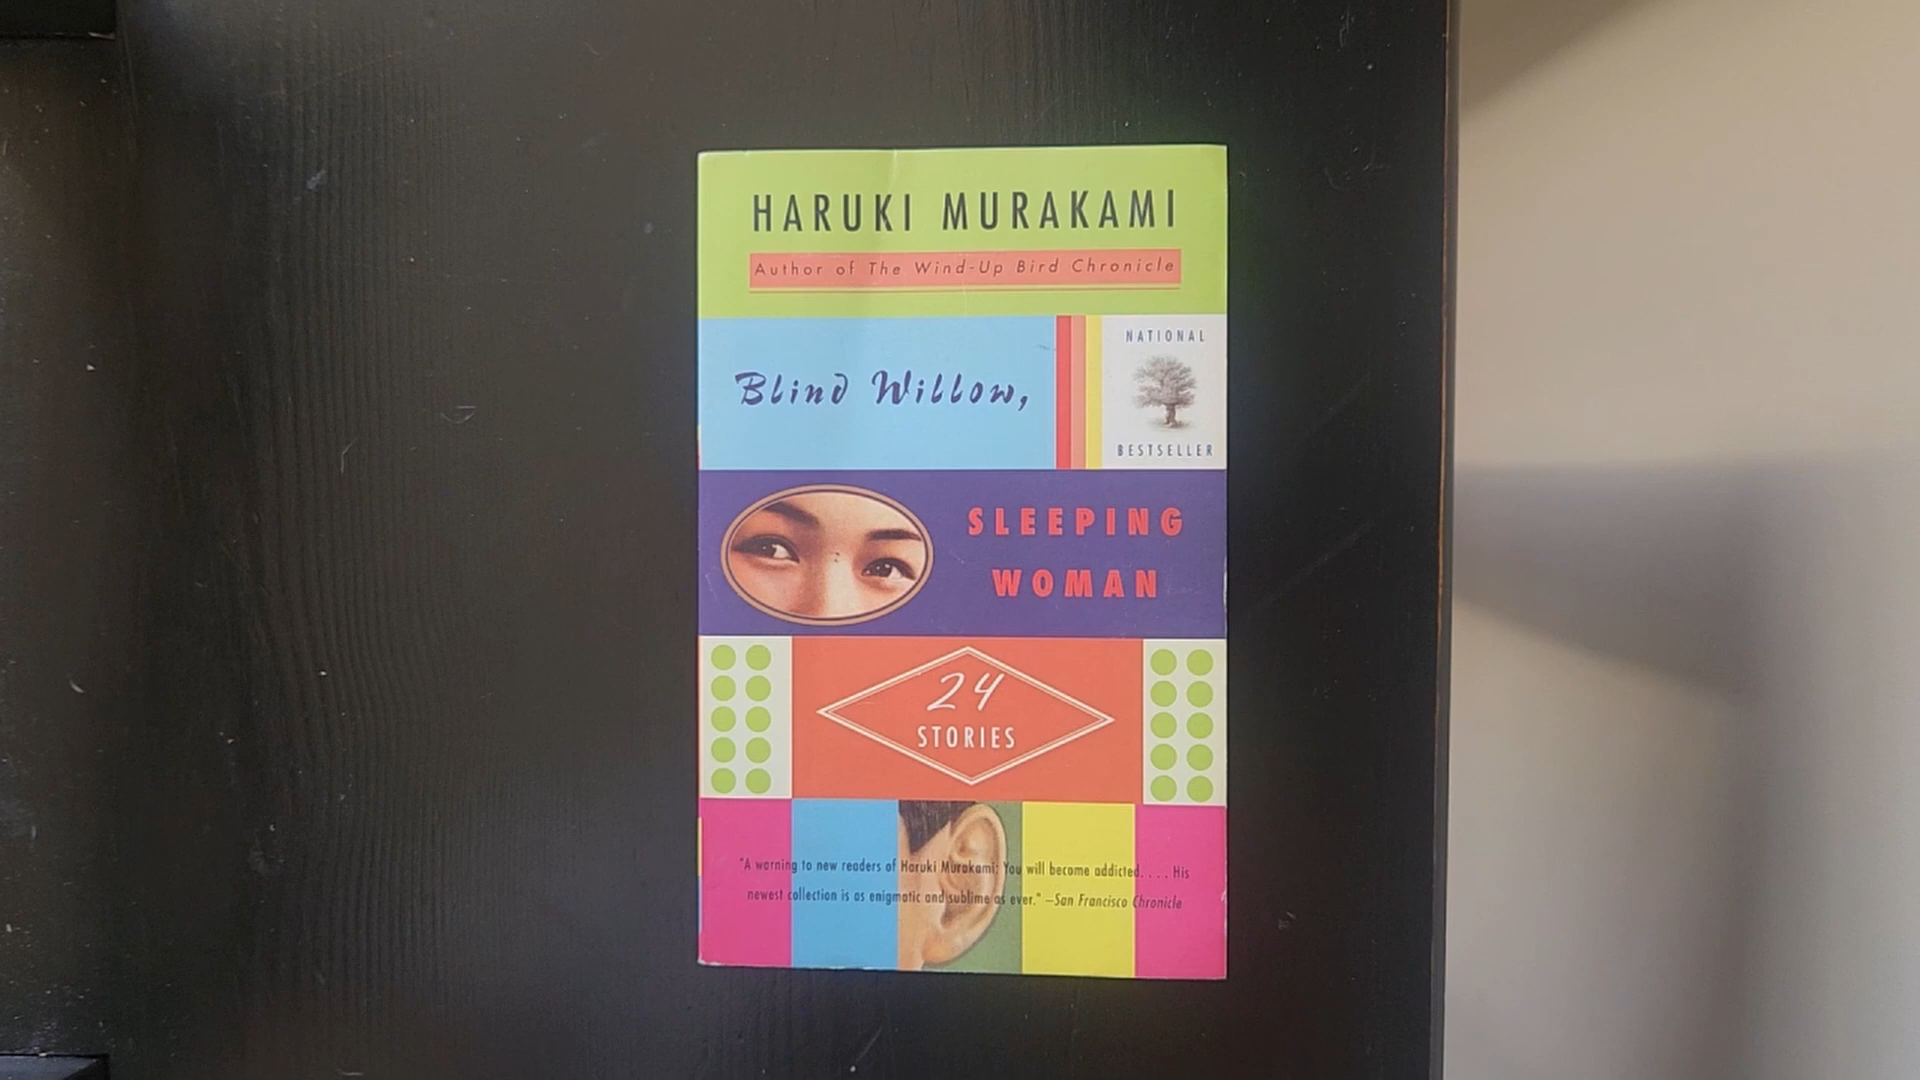 HARUKI MURAKAMI
Author of The Wind-Up Bird Chronicle
Blind Willow,
NATIONAL
BESTSELLER
SLEEPING
WOMAN
24
STORIES
"A warning to new readers of Haruki Murakami: You will become addicted. . . . His
newest collection is as enigmatic and sublime as ever." —San Francisco Chronicle